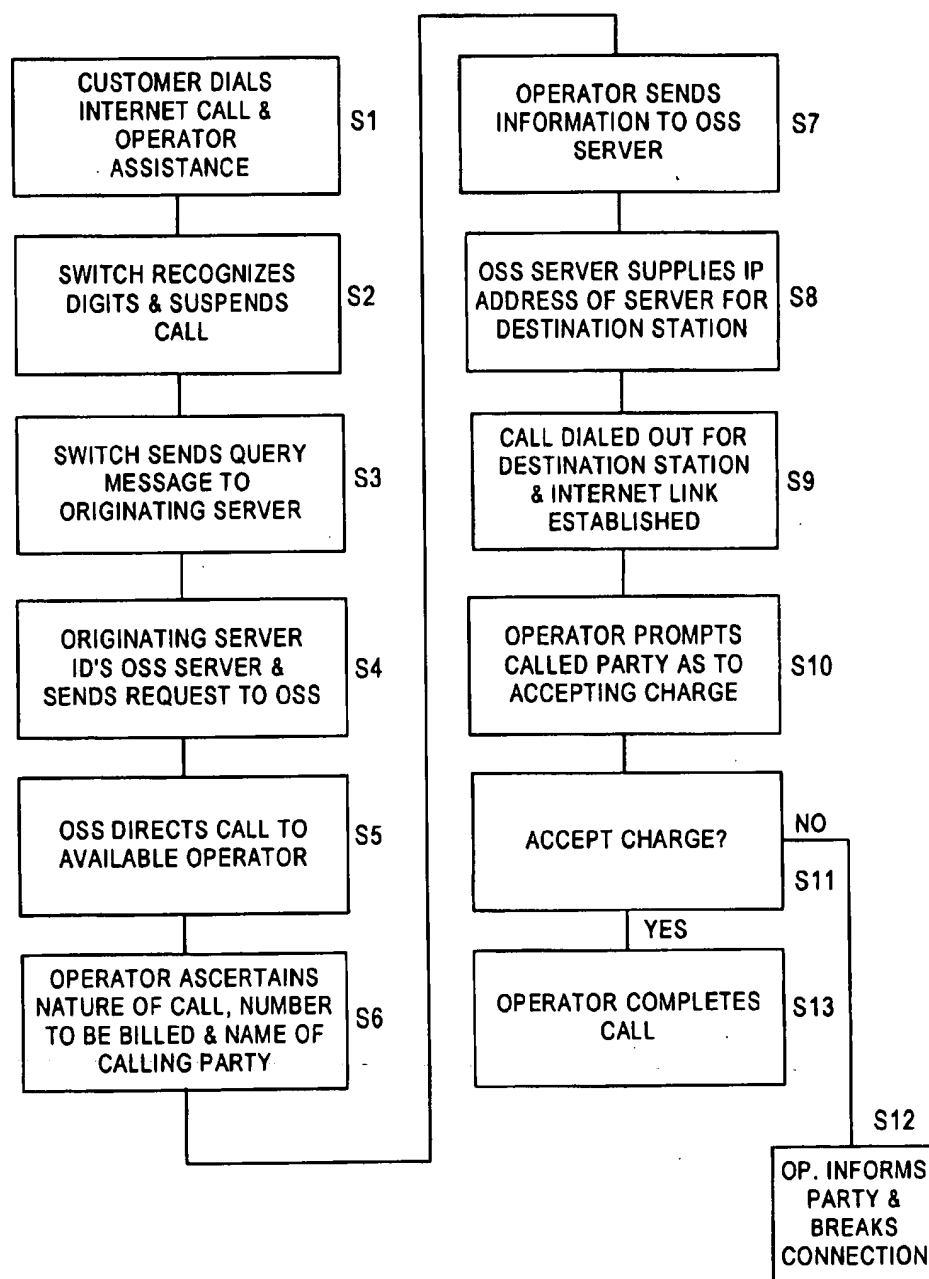 CUSTOMER DIALS
INTERNET CALL &
OPERATOR
ASSISTANCE
S1
SWITCH RECOGNIZES
DIGITS & SUSPENDS
CALL
S2
SWITCH SENDS QUERY
MESSAGE TO
ORIGINATING SERVER
S3
ORIGINATING SERVER
ID'S OSS SERVER &
SENDS REQUEST TO OSS
S4
OSS DIRECTS CALL TO
AVAILABLE OPERATOR
S5
OPERATOR ASCERTAINS
NATURE OF CALL, NUMBER
TO BE BILLED & NAME OF
CALLING PARTY
S6
OPERATOR SENDS
INFORMATION TO OSS
SERVER
S7
OSS SERVER SUPPLIES IP
ADDRESS OF SERVER FOR
DESTINATION STATION
S8
CALL DIALED OUT FOR
DESTINATION STATION
& INTERNET LINK
ESTABLISHED
S9
OPERATOR PROMPTS
CALLED PARTY AS TO
ACCEPTING CHARGE
S10
ACCEPT CHARGE?
NO
S11
YES
OPERATOR COMPLETES
CALL
S13
S12
OP. INFORMS
PARTY &
BREAKS
CONNECTION